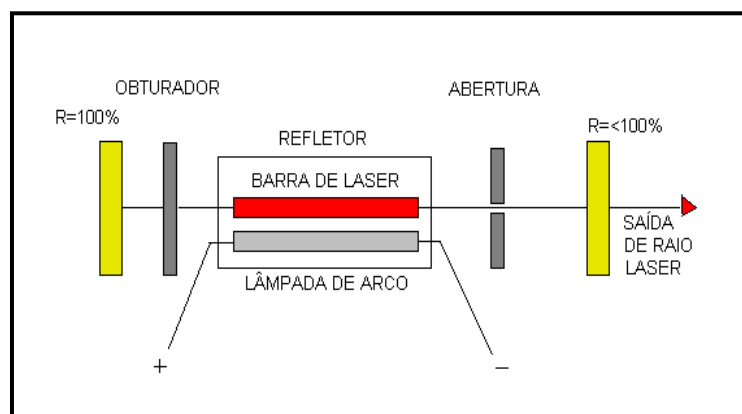 OBTURADOR
ABERTURA
R=100%
R=<100%
REFLETOR
BARRA DE LASER
SAÍDA
DE RAIO
LASER
LÂMPADA DE ARCO
+
−